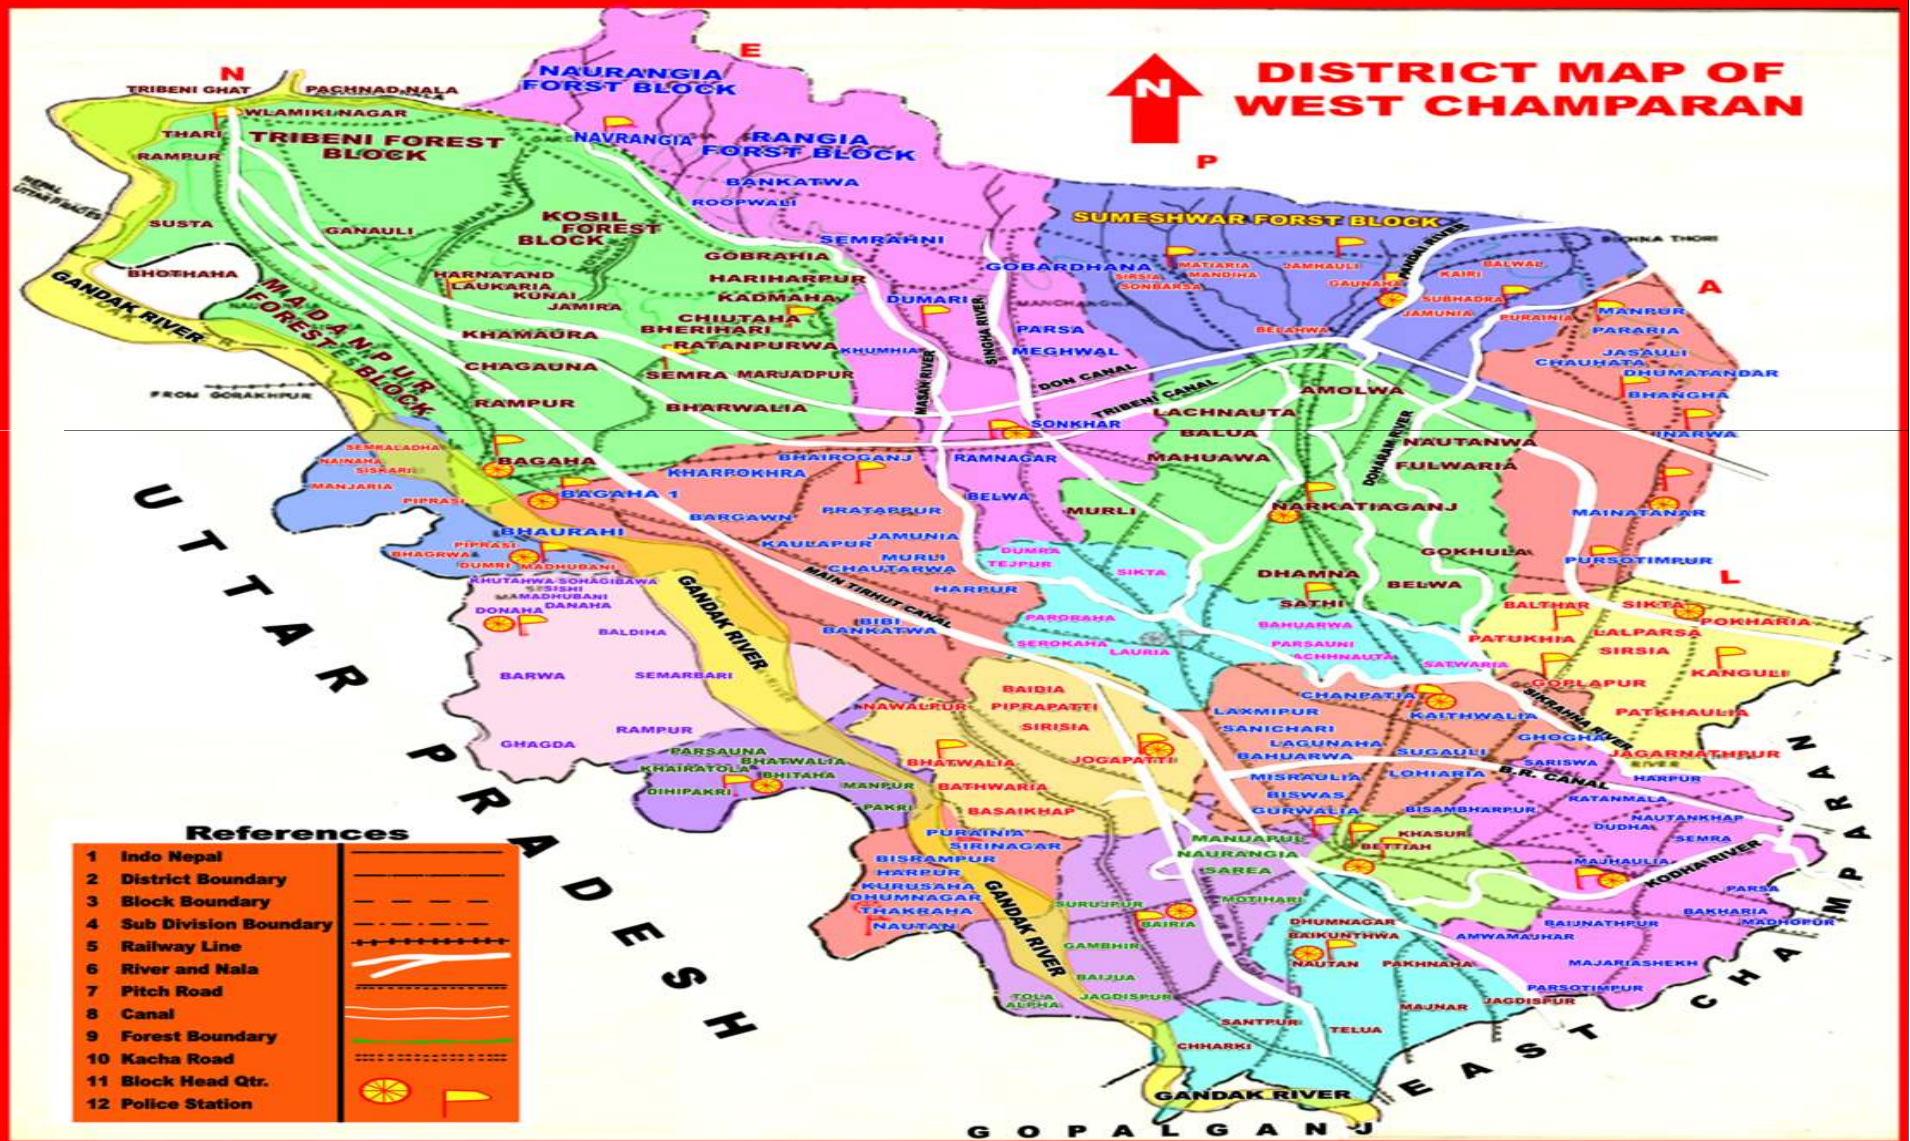 DISTRICT MAP OF
WEST CHAMPARAN
N
N
E
P
A
L
TRIBENI GHAT
PACHNAD NALA
WLAMIKI NAGAR
THARI
TRIBENI FOREST
BLOCK
RAMPUR
SUSTA
GANAULI
BHOTHAHA
GANDAK RIVER
MADANPUR
FOREST BLOCK
FROM GORAKHPUR
KOSIL
FOREST
BLOCK
HARNATAND
LAUKARIA
KUNAI
JAMIRA
GOBRAHIA
HARIHARPUR
KADMAHA
CHIUTAHA
BHERIHARI
RATANPURWA
KHAMAURA
CHAGAUNA
SEMRA
MARJADPUR
RAMPUR
BHARWALIA
BAGAHA
NAURANGIA
FORST BLOCK
NAVRANGIA
RANGIA
FORST BLOCK
BANKATWA
ROOPWALI
SEMRAHNI
GOBARDHANA
DUMARI
PARSA
KHUMHIA
MEGHWAL
MASAN RIVER
SINGHA RIVER
DON CANAL
TRIBENI CANAL
SONKHAR
RAMNAGAR
BELWA
SUMESHWAR FORST BLOCK
PANDAI RIVER
MATIARIA
SIRSIA
MANDIHA
SONBARSA
JAMHAULI
GAUNAHA
KAIRI
BALWAL
SUBHADRA
JAMUNIA
PURAINIA
BELAHWA
MANPUR
PARARIA
JASAULI
CHAUHATA
DHUMATANDAR
BHANGHA
INARWA
MAINATANAR
PURSOTIMPUR
AMOLWA
LACHNAUTA
BALUA
MAHUAWA
DOHARAM RIVER
NAUTANWA
FULWARIA
MURLI
NARKATIAGANJ
GOKHULA
DHAMNA
BELWA
SATHI
SEMRALADHA
NAINAHA
SISKARI
MANJARIA
PIPRASI
BAGAHA 1
BHAURAHI
PIPRASI
BHAGRWA
DUMRI
MADHUBANI
KHARPOKHRA
BHAIROGANJ
BARGAWN
PRATAPPUR
KAULAPUR
JAMUNIA
MURLI
CHAUTARWA
HARPUR
MAIN TIRHUT CANAL
BIBI
BANKATWA
DUMRA
TEJPUR
SIKTA
PARORAHA
SEROKAHA
LAURIA
BAHUARWA
PARSAUNI
ACHHNAUTA
SATWARIA
BALTHAR
SIKTA
POKHARIA
PATUKHIA
LALPARSA
SIRSIA
KANGULI
GOPLAPUR
PATKHAULIA
JAGARNATHPUR
SIKRAHNA RIVER
RIVER
KHUTAHWA SOHAGIBAWA
SISHI
MADHUBANI
DONAHA
DANAHA
BALDIHA
BARWA
SEMARBARI
RAMPUR
GHAGDA
GANDAK RIVER
PARSAUNA
BHATWALIA
KHAIRATOLA
BHITAHA
DIHIPAKRI
MANPUR
PAKRI
BAIDIA
NAWALPUR
PIPRAPATTI
SIRISIA
BHATWALIA
JOGAPATTI
BATHWARIA
BASAIKHAP
CHANPATIA
LAXMIPUR
KAITHWALIA
SANICHARI
LAGUNAHA
GHOGHA
BAHUARWA
SUGAULI
MISRAULIA
LOHIARIA
BISWAS
GURWALIA
B.R. CANAL
SARISWA
HARPUR
RATANMALA
BISAMBHARPUR
NAUTANKHAP
DUDHA
SEMRA
MAJHAULIA
KODHA RIVER
PARSA
BAKHARIA
MADHOPUR
BAIJNATHPUR
AMWAMAJHAR
MAJARIASHEKH
PARSOTIMPUR
KHASUR
BETTIAH
MANUAPUL
NAURANGIA
SAREA
MOTIHARI
SURUJPUR
BAIRIA
GAMBHIR
BAIJUA
TOLA
ALPHA
JAGDISPUR
PURAINIA
SIRINAGAR
BISRAMPUR
HARPUR
KURUSAHA
DHUMNAGAR
THAKRAHA
NAUTAN
GANDAK RIVER
DHUMNAGAR
BAIKUNTHWA
NAUTAN
PAKHNAHA
MAJNAR
JAGDISPUR
SANTPUR
TELUA
CHHARKI
GANDAK RIVER
UTTAR PRADESH
EAST CHAMPARAN
GOPALGANJ
References
1 Indo Nepal
2 District Boundary
3 Block Boundary
4 Sub Division Boundary
5 Railway Line
6 River and Nala
7 Pitch Road
8 Canal
9 Forest Boundary
10 Kacha Road
11 Block Head Qtr.
12 Police Station